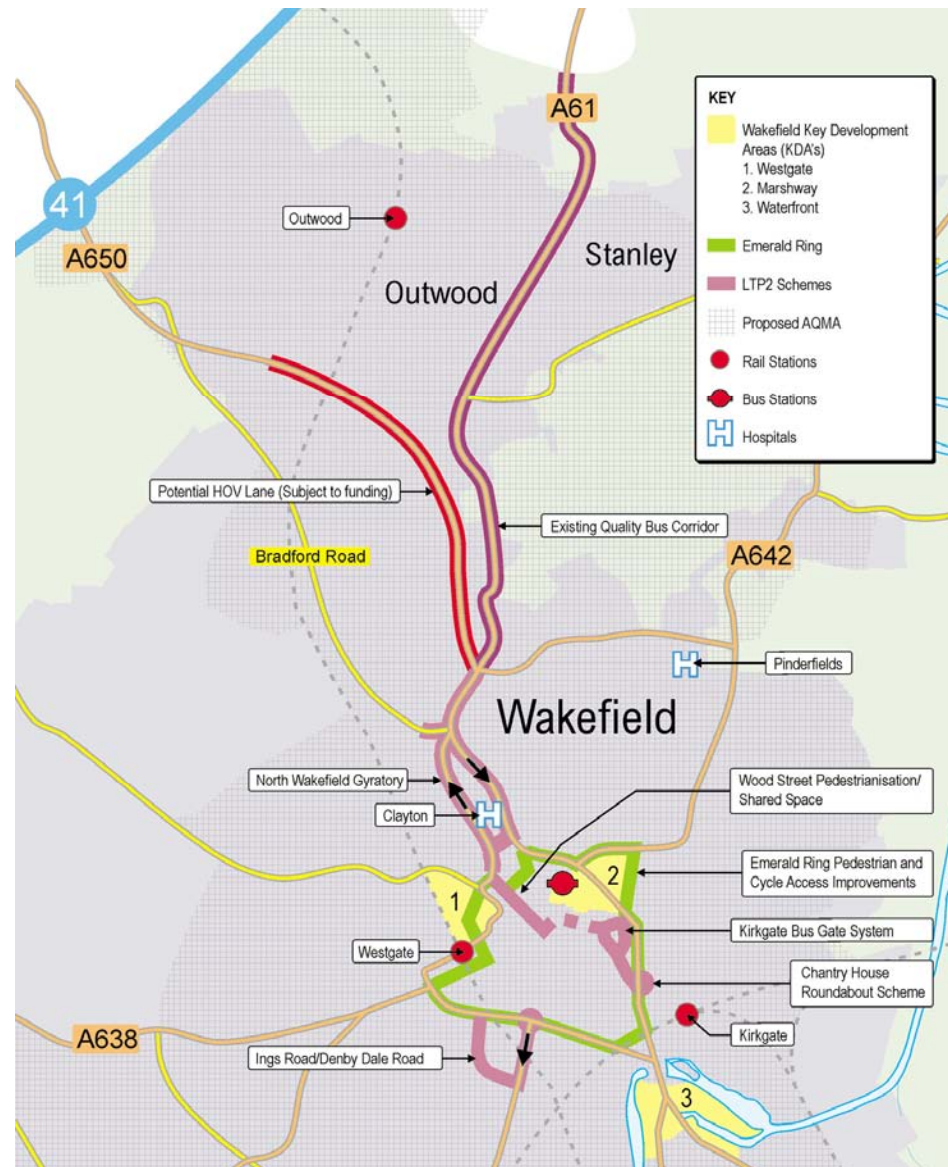 A61
KEY
Wakefield Key Development
Areas (KDA's)
1. Westgate
2. Marshway
3. Waterfront
Emerald Ring
LTP2 Schemes
Proposed AQMA
Rail Stations
Bus Stations
H Hospitals
41
A650
Outwood
Stanley
Outwood
Potential HOV Lane (Subject to funding)
Existing Quality Bus Corridor
Bradford Road
A642
H
Pinderfields
Wakefield
North Wakefield Gyratory
Wood Street Pedestrianisation/
Shared Space
Clayton
H
Emerald Ring Pedestrian and
Cycle Access Improvements
1
2
Kirkgate Bus Gate System
Westgate
Chantry House
Roundabout Scheme
Kirkgate
A638
Ings Road/Denby Dale Road
3